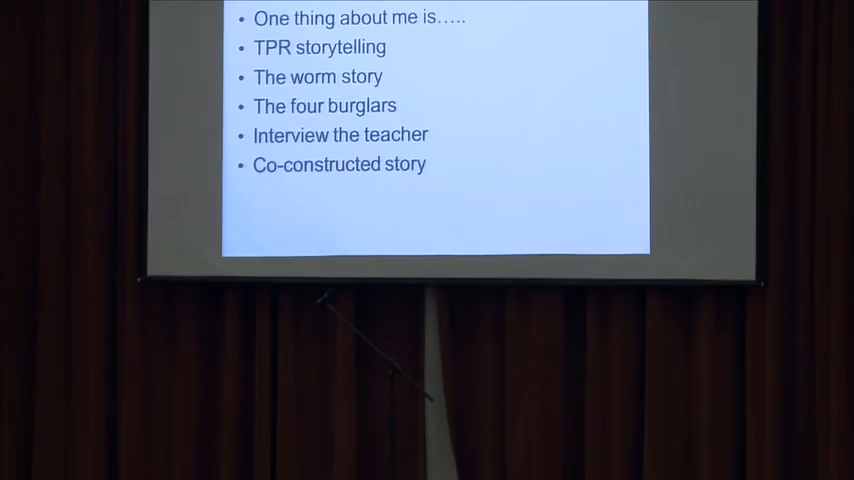 • One thing about me is.....
• TPR storytelling
• The worm story
• The four burglars
• Interview the teacher
• Co-constructed story